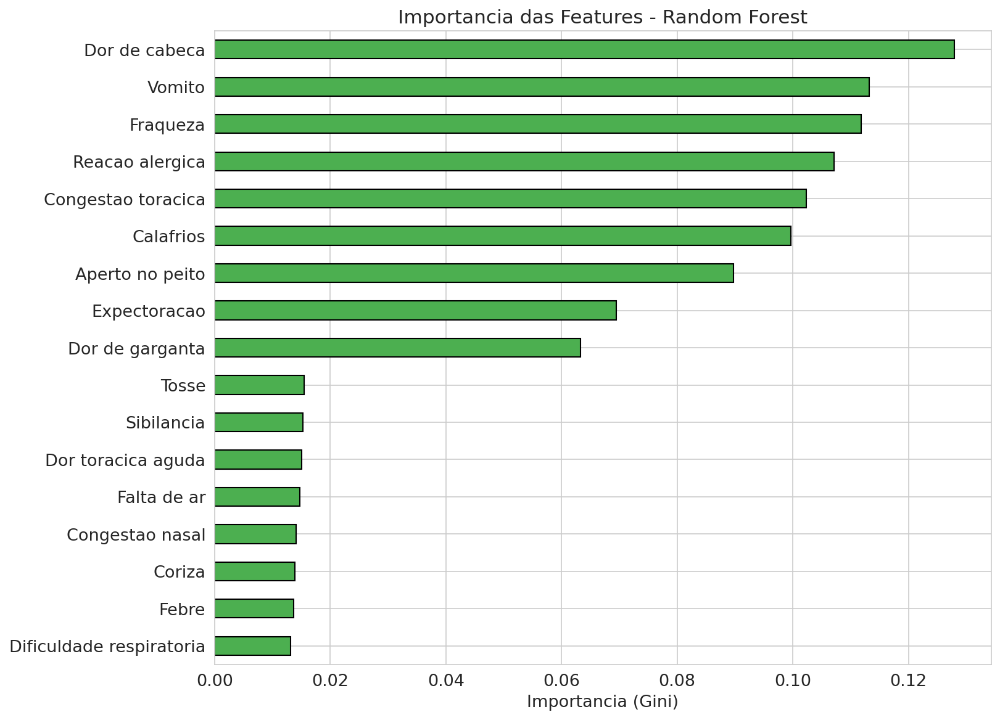 Importancia das Features - Random Forest
Dor de cabeca
Vomito
Fraqueza
Reacao alergica
Congestao toracica
Calafrios
Aperto no peito
Expectoracao
Dor de garganta
Tosse
Sibilancia
Dor toracica aguda
Falta de ar
Congestao nasal
Coriza
Febre
Dificuldade respiratoria
0.00 0.02 0.04 0.06 0.08 0.10 0.12
Importancia (Gini)